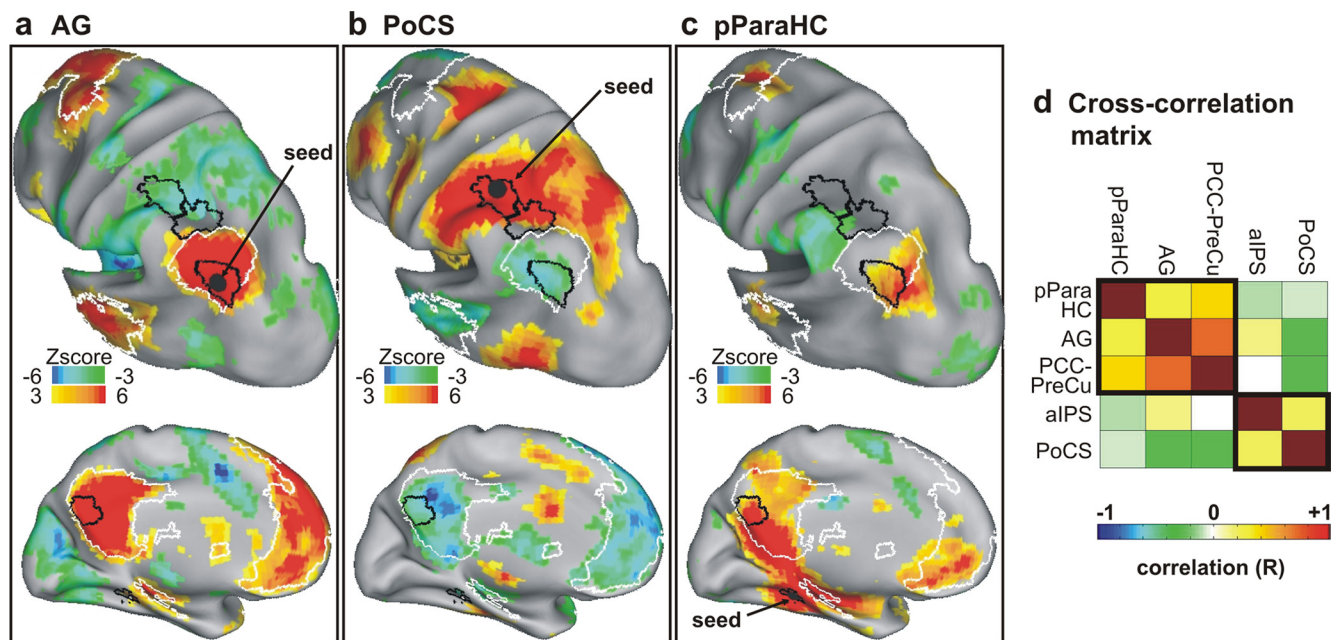 a AG
b PoCS
c pParaHC
seed
seed
Zscore
-6 -3
3 6
Zscore
-6 -3
3 6
Zscore
-6 -3
3 6
seed
d Cross-correlation
matrix
pParaHC
AG
PCC-PreCu
aIPS
PoCS
pPara
HC
AG
PCC-
PreCu
aIPS
PoCS
-1 0 +1
correlation (R)